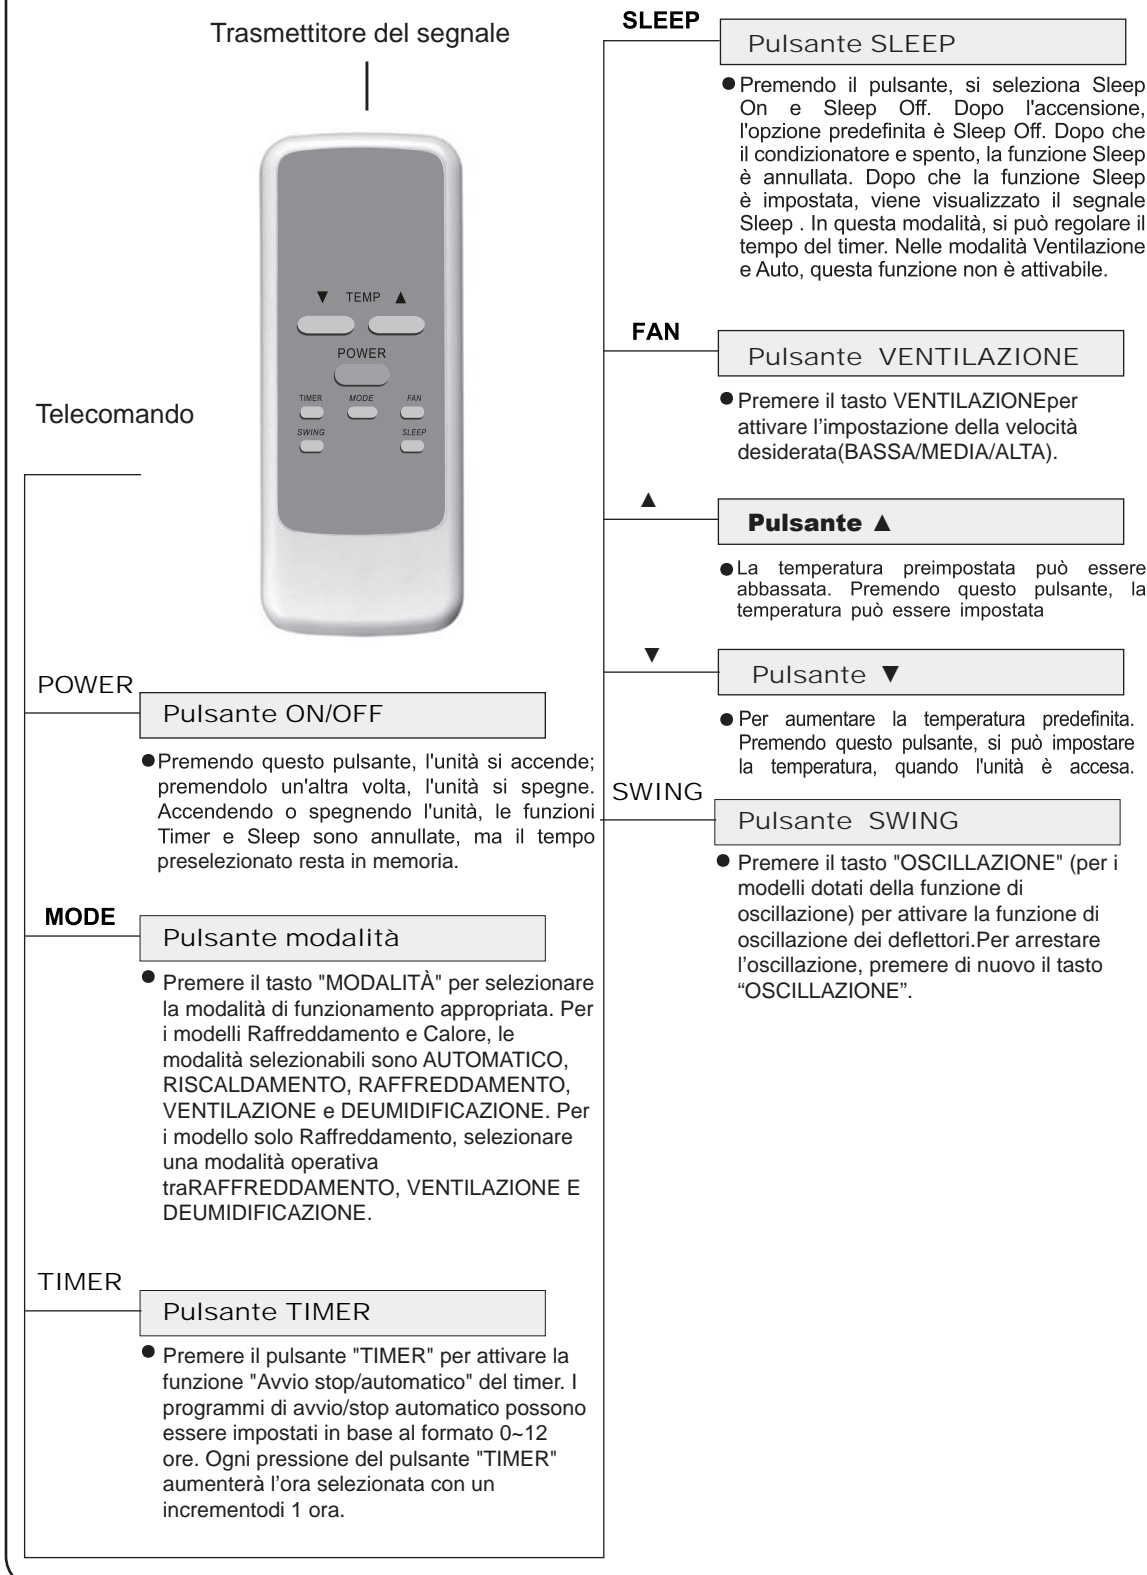 Trasmettitore del segnale
▼ TEMP ▲
POWER
TIMER MODE FAN
SWING SLEEP
Telecomando
POWER
Pulsante ON/OFF
●Premendo questo pulsante, l'unità si accende;
premendolo un'altra volta, l'unità si spegne.
Accendendo o spegnendo l'unità, le funzioni
Timer e Sleep sono annullate, ma il tempo
preselezionato resta in memoria.
MODE
Pulsante modalità
● Premere il tasto "MODALITÀ" per selezionare
la modalità di funzionamento appropriata. Per
i modelli Raffreddamento e Calore, le
modalità selezionabili sono AUTOMATICO,
RISCALDAMENTO, RAFFREDDAMENTO,
VENTILAZIONE e DEUMIDIFICAZIONE. Per
i modello solo Raffreddamento, selezionare
una modalità operativa
traRAFFREDDAMENTO, VENTILAZIONE E
DEUMIDIFICAZIONE.
TIMER
Pulsante TIMER
● Premere il pulsante "TIMER" per attivare la
funzione "Avvio stop/automatico" del timer. I
programmi di avvio/stop automatico possono
essere impostati in base al formato 0~12
ore. Ogni pressione del pulsante "TIMER"
aumenterà l’ora selezionata con un
incrementodi 1 ora.
SLEEP
Pulsante SLEEP
● Premendo il pulsante, si seleziona Sleep
On e Sleep Off. Dopo l'accensione,
l'opzione predefinita è Sleep Off. Dopo che
il condizionatore e spento, la funzione Sleep
è annullata. Dopo che la funzione Sleep
è impostata, viene visualizzato il segnale
Sleep . In questa modalità, si può regolare il
tempo del timer. Nelle modalità Ventilazione
e Auto, questa funzione non è attivabile.
FAN
Pulsante VENTILAZIONE
● Premere il tasto VENTILAZIONEper
attivare l’impostazione della velocità
desiderata(BASSA/MEDIA/ALTA).
▲
Pulsante ▲
● La temperatura preimpostata può essere
abbassata. Premendo questo pulsante, la
temperatura può essere impostata
▼
Pulsante ▼
● Per aumentare la temperatura predefinita.
Premendo questo pulsante, si può impostare
la temperatura, quando l'unità è accesa.
SWING
Pulsante SWING
● Premere il tasto "OSCILLAZIONE" (per i
modelli dotati della funzione di
oscillazione) per attivare la funzione di
oscillazione dei deflettori.Per arrestare
l’oscillazione, premere di nuovo il tasto
“OSCILLAZIONE”.